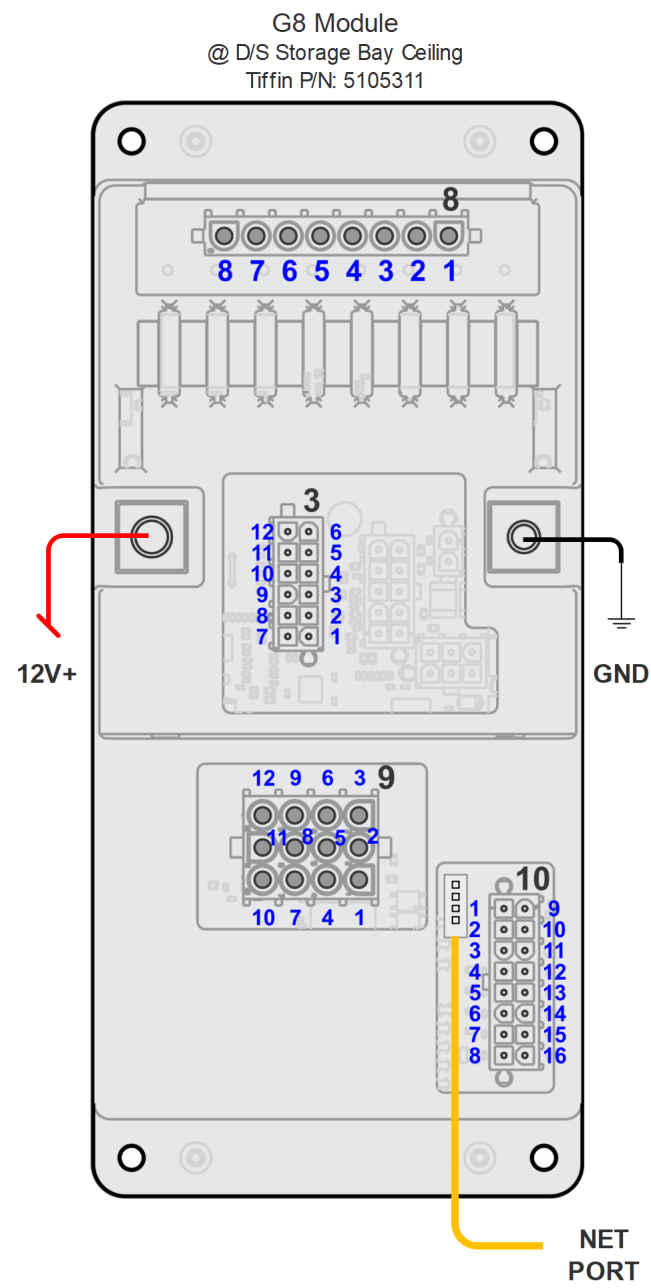 G8 Module
@ D/S Storage Bay Ceiling
Tiffin P/N: 5105311
8
8 7 6 5 4 3 2 1
3
12 6
11 5
10 4
9 3
8 2
7 1
12V+
GND
12 9 6 3 9
11 8 5 2
10 7 4 1
10
1 9
2 10
3 11
4 12
5 13
6 14
7 15
8 16
NET
PORT